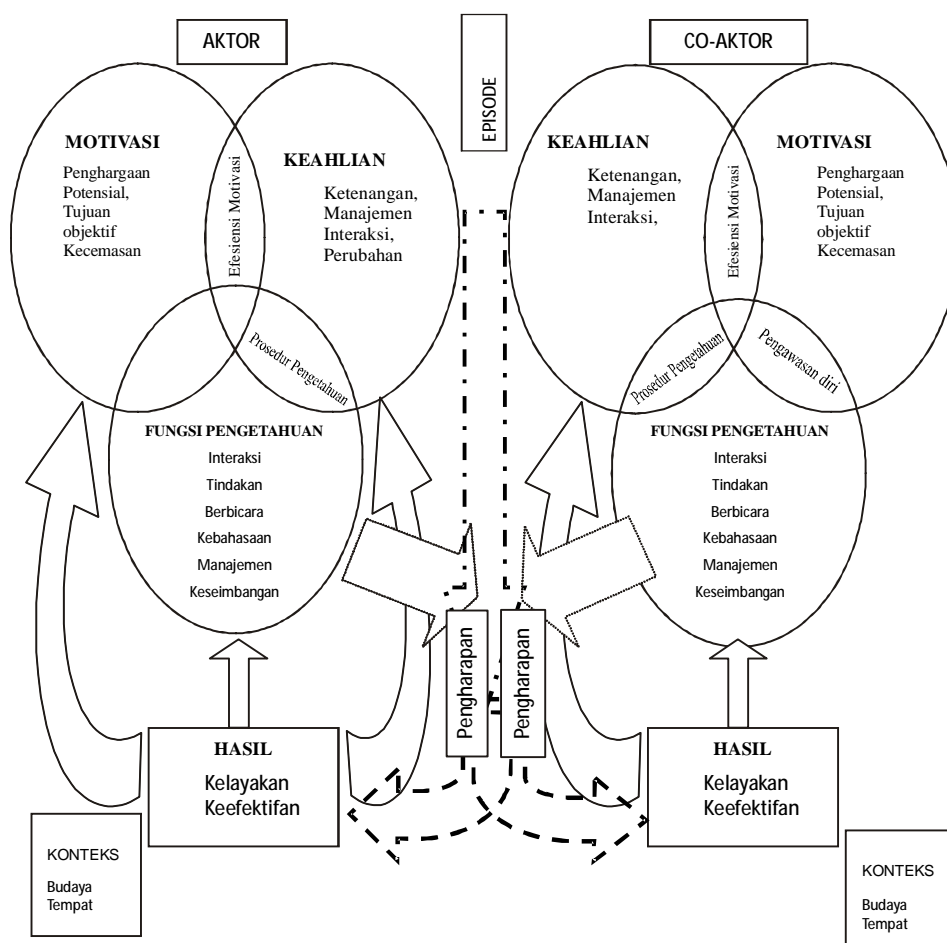 AKTOR
MOTIVASI
Penghargaan
Potensial,
Tujuan
objektif
Kecemasan
Efesiensi Motivasi
KEAHLIAN
Ketenangan,
Manajemen
Interaksi,
Perubahan
Prosedur Pengetahuan
FUNGSI PENGETAHUAN
Interaksi
Tindakan
Berbicara
Kebahasaan
Manajemen
Keseimbangan
HASIL
Kelayakan
Keefektifan
KONTEKS
Budaya
Tempat
EPISODE
Pengharapan
Pengharapan
CO-AKTOR
KEAHLIAN
Ketenangan,
Manajemen
Interaksi,
Efesiensi Motivasi
MOTIVASI
Penghargaan
Potensial,
Tujuan
objektif
Kecemasan
Prosedur Pengetahuan
Pengawasan diri
FUNGSI PENGETAHUAN
Interaksi
Tindakan
Berbicara
Kebahasaan
Manajemen
Keseimbangan
HASIL
Kelayakan
Keefektifan
KONTEKS
Budaya
Tempat